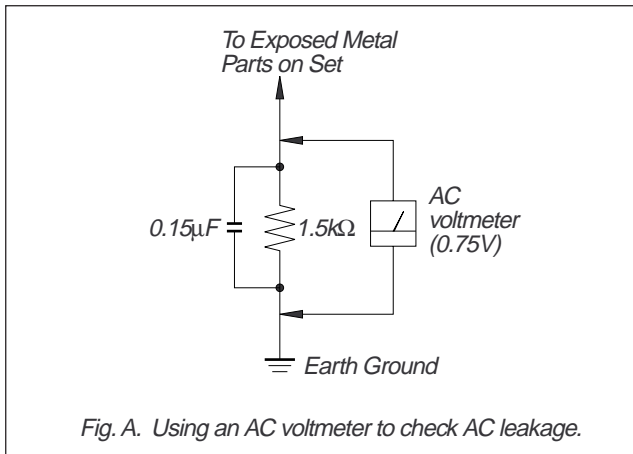 To Exposed Metal
Parts on Set
0.15µF
1.5kΩ
AC
voltmeter
(0.75V)
Earth Ground
Fig. A. Using an AC voltmeter to check AC leakage.